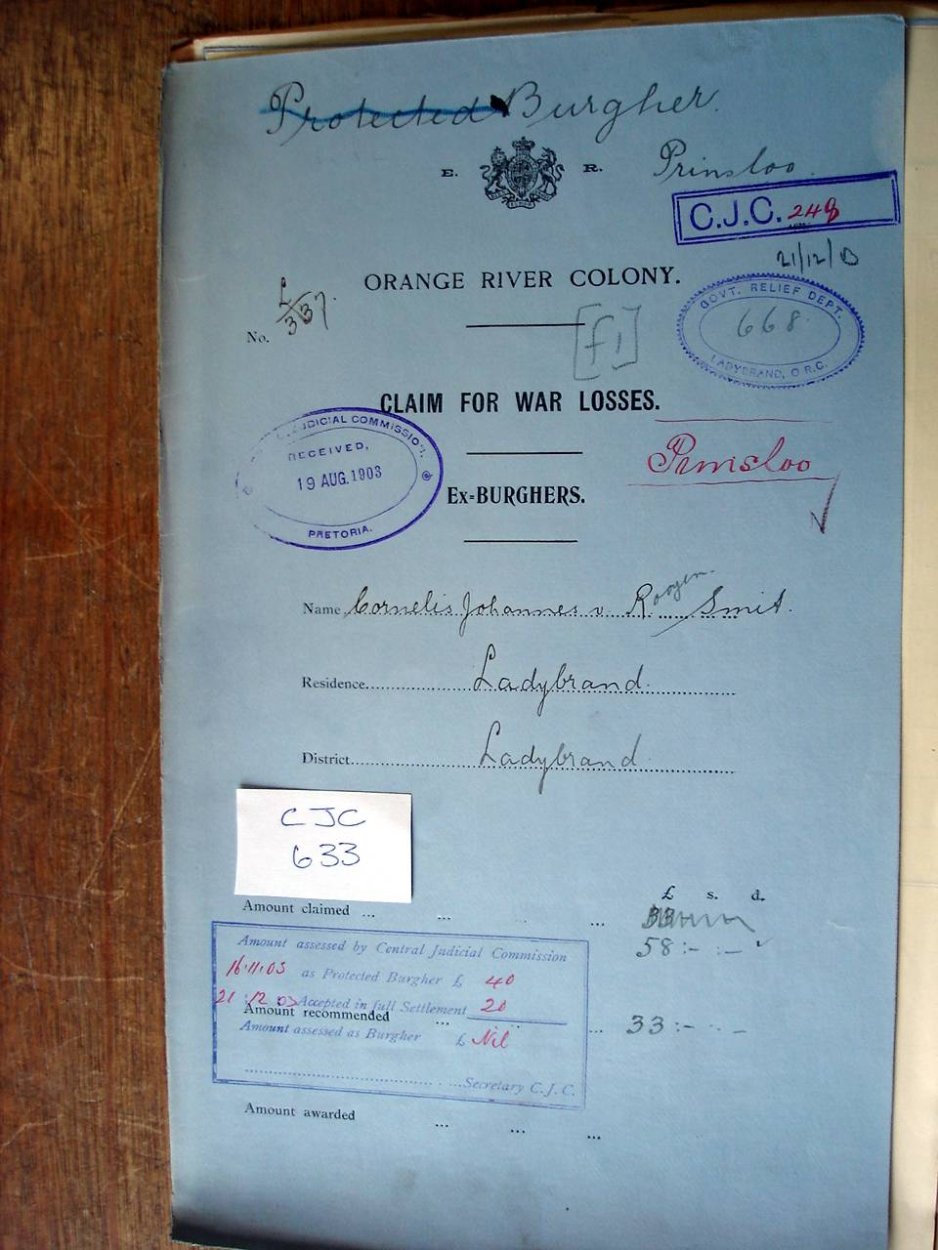 Protected Burgher.
E. R.
Prinsloo.
C.J.C. 248
21/12/03
ORANGE RIVER COLONY.
No. L/337.
[f1]
GOVT. RELIEF DEPT.
668
LADYBRAND, O.R.C.
CLAIM FOR WAR LOSSES.
JUDICIAL COMMISSION.
RECEIVED,
19 AUG. 1903
PRETORIA.
Prinsloo
Ex-BURGHERS.
Name Cornelis Johannes v. Rooyen Smit.
Residence Ladybrand.
District Ladybrand
CJC
633
£ s. d.
Amount claimed ... ... ... ...
58:-:-
Amount assessed by Central Judicial Commission
16.11.03 as Protected Burgher £ 40
21.12.03 Accepted in full Settlement 20
Amount recommended ... ... ... 33:- -
Amount assessed as Burgher £ Nil
Secretary C.J.C.
Amount awarded ... ... ...